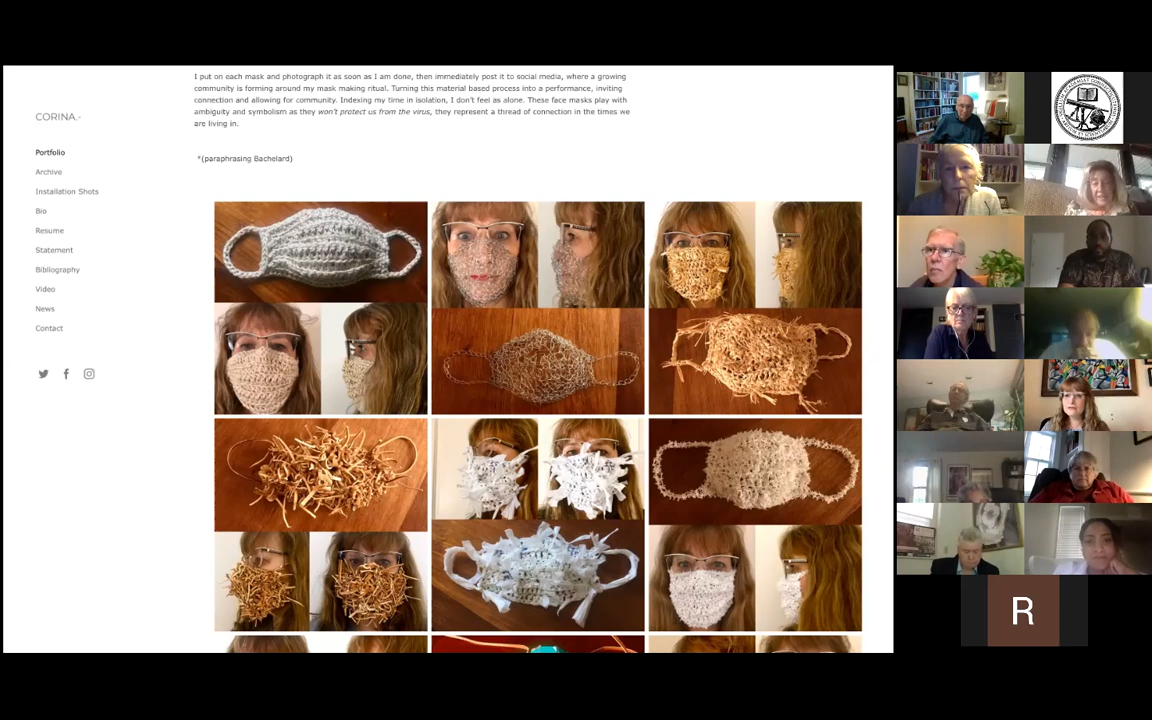 I put on each mask and photograph it as soon as I am done, then immediately post it to social media, where a growing
community is forming around my mask making ritual. Turning this material based process into a performance, inviting
connection and allowing for community. Indexing my time in isolation, I don't feel as alone. These face masks play with
ambiguity and symbolism as they won't protect us from the virus, they represent a thread of connection in the times we
are living in.
*(paraphrasing Bachelard)
CORINA.-
Portfolio
Archive
Installation Shots
Bio
Resume
Statement
Bibliography
Video
News
Contact
R